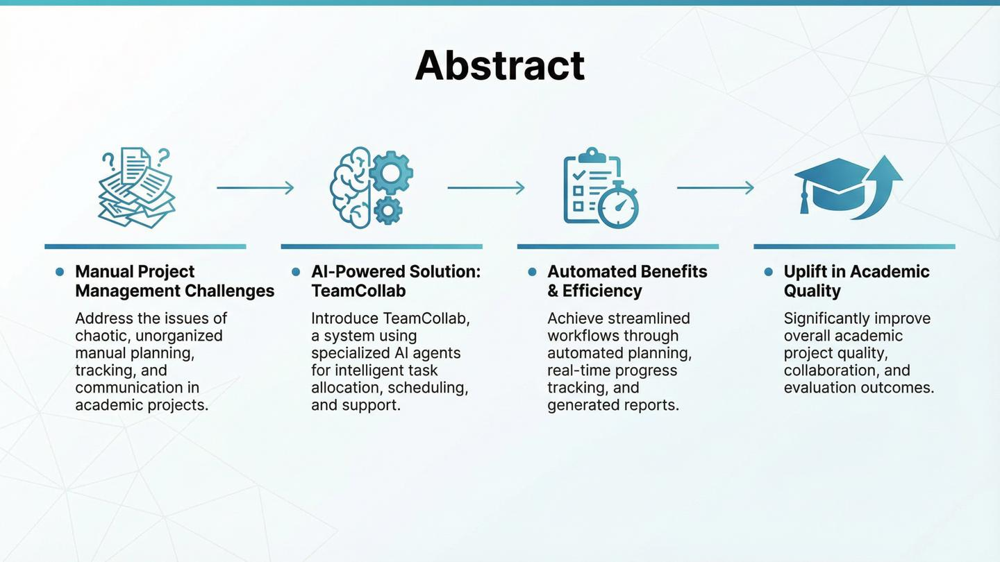 Abstract
? ?
Manual Project
Management Challenges
Address the issues of
chaotic, unorganized
manual planning,
tracking, and
communication in
academic projects.
AI-Powered Solution:
TeamCollab
Introduce TeamCollab,
a system using
specialized AI agents
for intelligent task
allocation, scheduling,
and support.
Automated Benefits
& Efficiency
Achieve streamlined
workflows through
automated planning,
real-time progress
tracking, and
generated reports.
Uplift in Academic
Quality
Significantly improve
overall academic
project quality,
collaboration, and
evaluation outcomes.